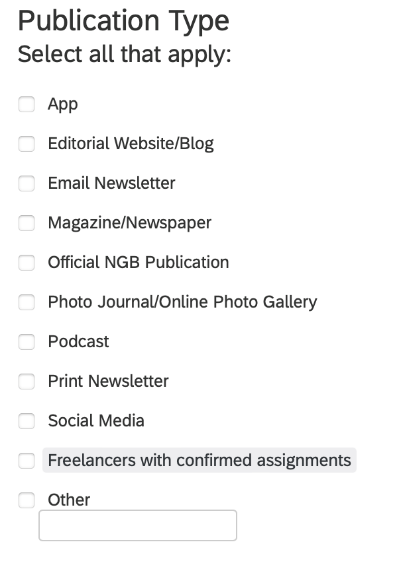 Publication Type
Select all that apply:
App
Editorial Website/Blog
Email Newsletter
Magazine/Newspaper
Official NGB Publication
Photo Journal/Online Photo Gallery
Podcast
Print Newsletter
Social Media
Freelancers with confirmed assignments
Other